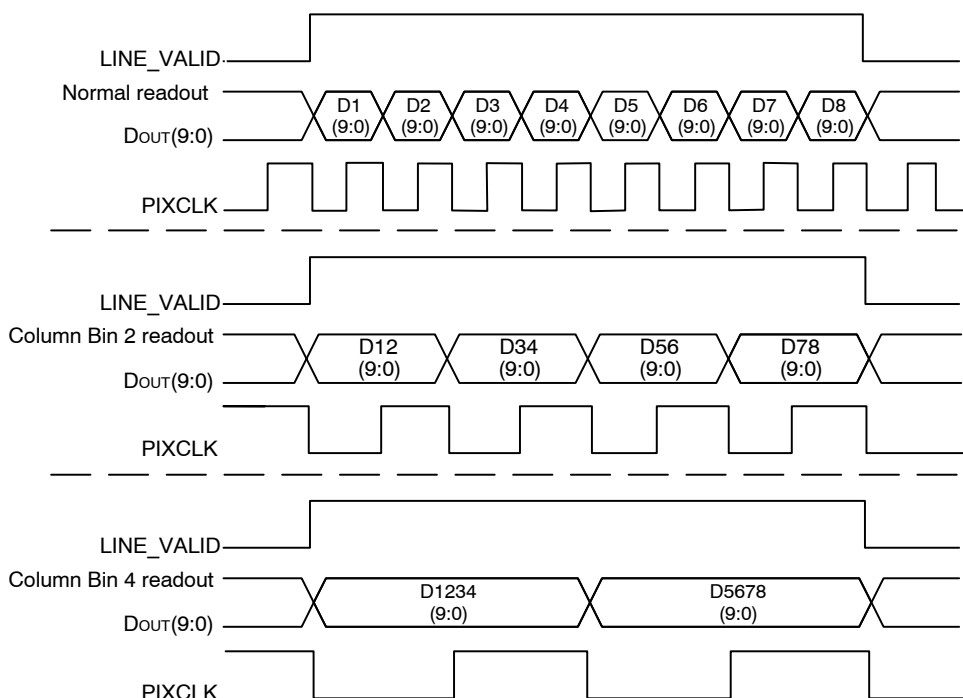 LINE_VALID
Normal readout
D1 D2 D3 D4 D5 D6 D7 D8
(9:0) (9:0) (9:0) (9:0) (9:0) (9:0) (9:0) (9:0)
DOUT(9:0)
PIXCLK
LINE_VALID
Column Bin 2 readout
D12 D34 D56 D78
(9:0) (9:0) (9:0) (9:0)
DOUT(9:0)
PIXCLK
LINE_VALID
Column Bin 4 readout
D1234 D5678
(9:0) (9:0)
DOUT(9:0)
PIXCLK